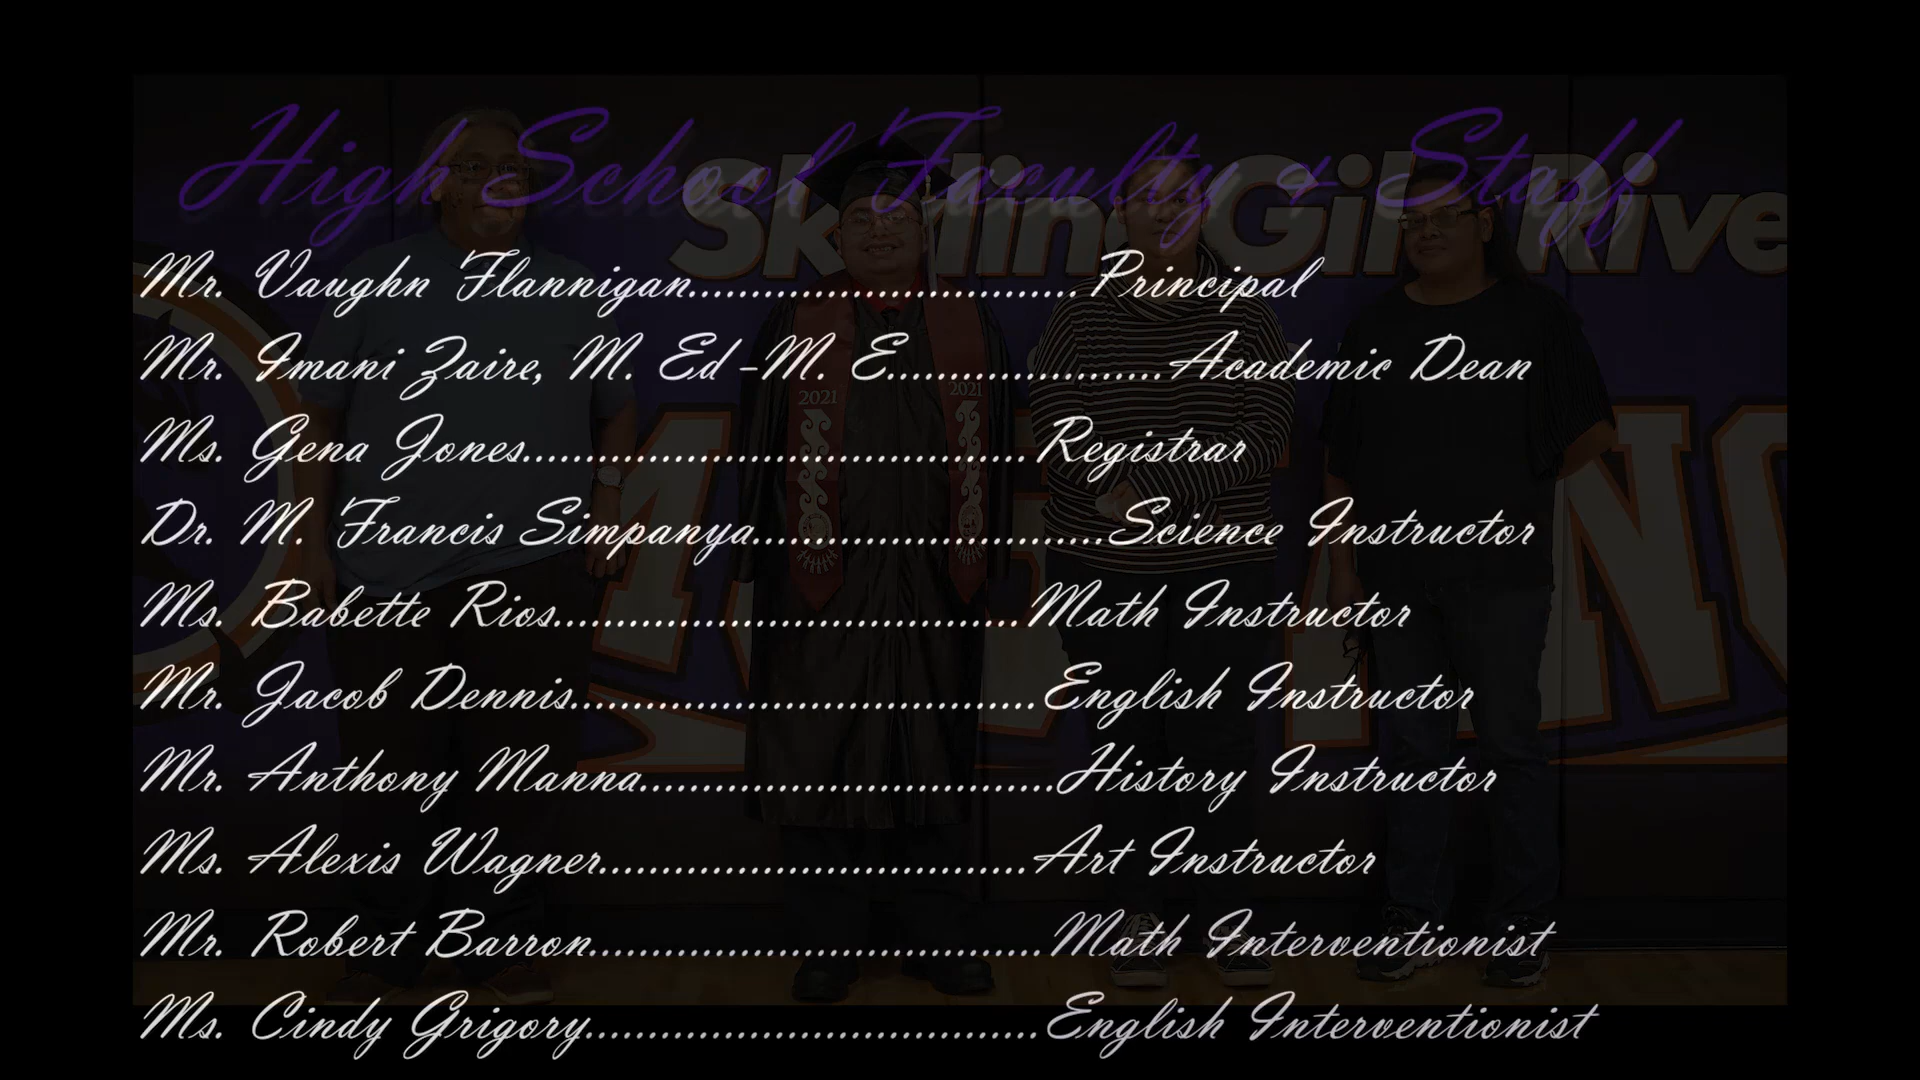 High School Faculty & Staff
Mr. Vaughn Flannigan............................... Principal
Mr. Imani Zaire, M. Ed -M. E......................Academic Dean
Ms. Gena Jones........................................ Registrar
Dr. M. Francis Simpanya............................Science Instructor
Ms. Babette Rios.....................................Math Instructor
Mr. Jacob Dennis..................................... English Instructor
Mr. Anthony Manna.................................History Instructor
Ms. Alexis Wagner..................................Art Instructor
Mr. Robert Barron.................................... Math Interventionist
Ms. Cindy Grigory.................................... English Interventionist
2021 2021